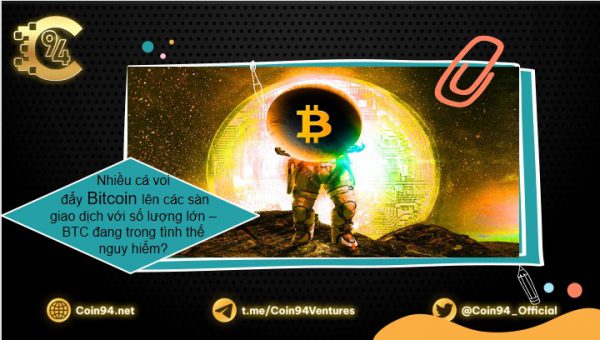 94
Nhiều cá voi
đẩy Bitcoin lên các sàn
giao dịch với số lượng lớn –
BTC đang trong tình thế
nguy hiểm?
Coin94.net
t.me/Coin94Ventures
@Coin94_Official